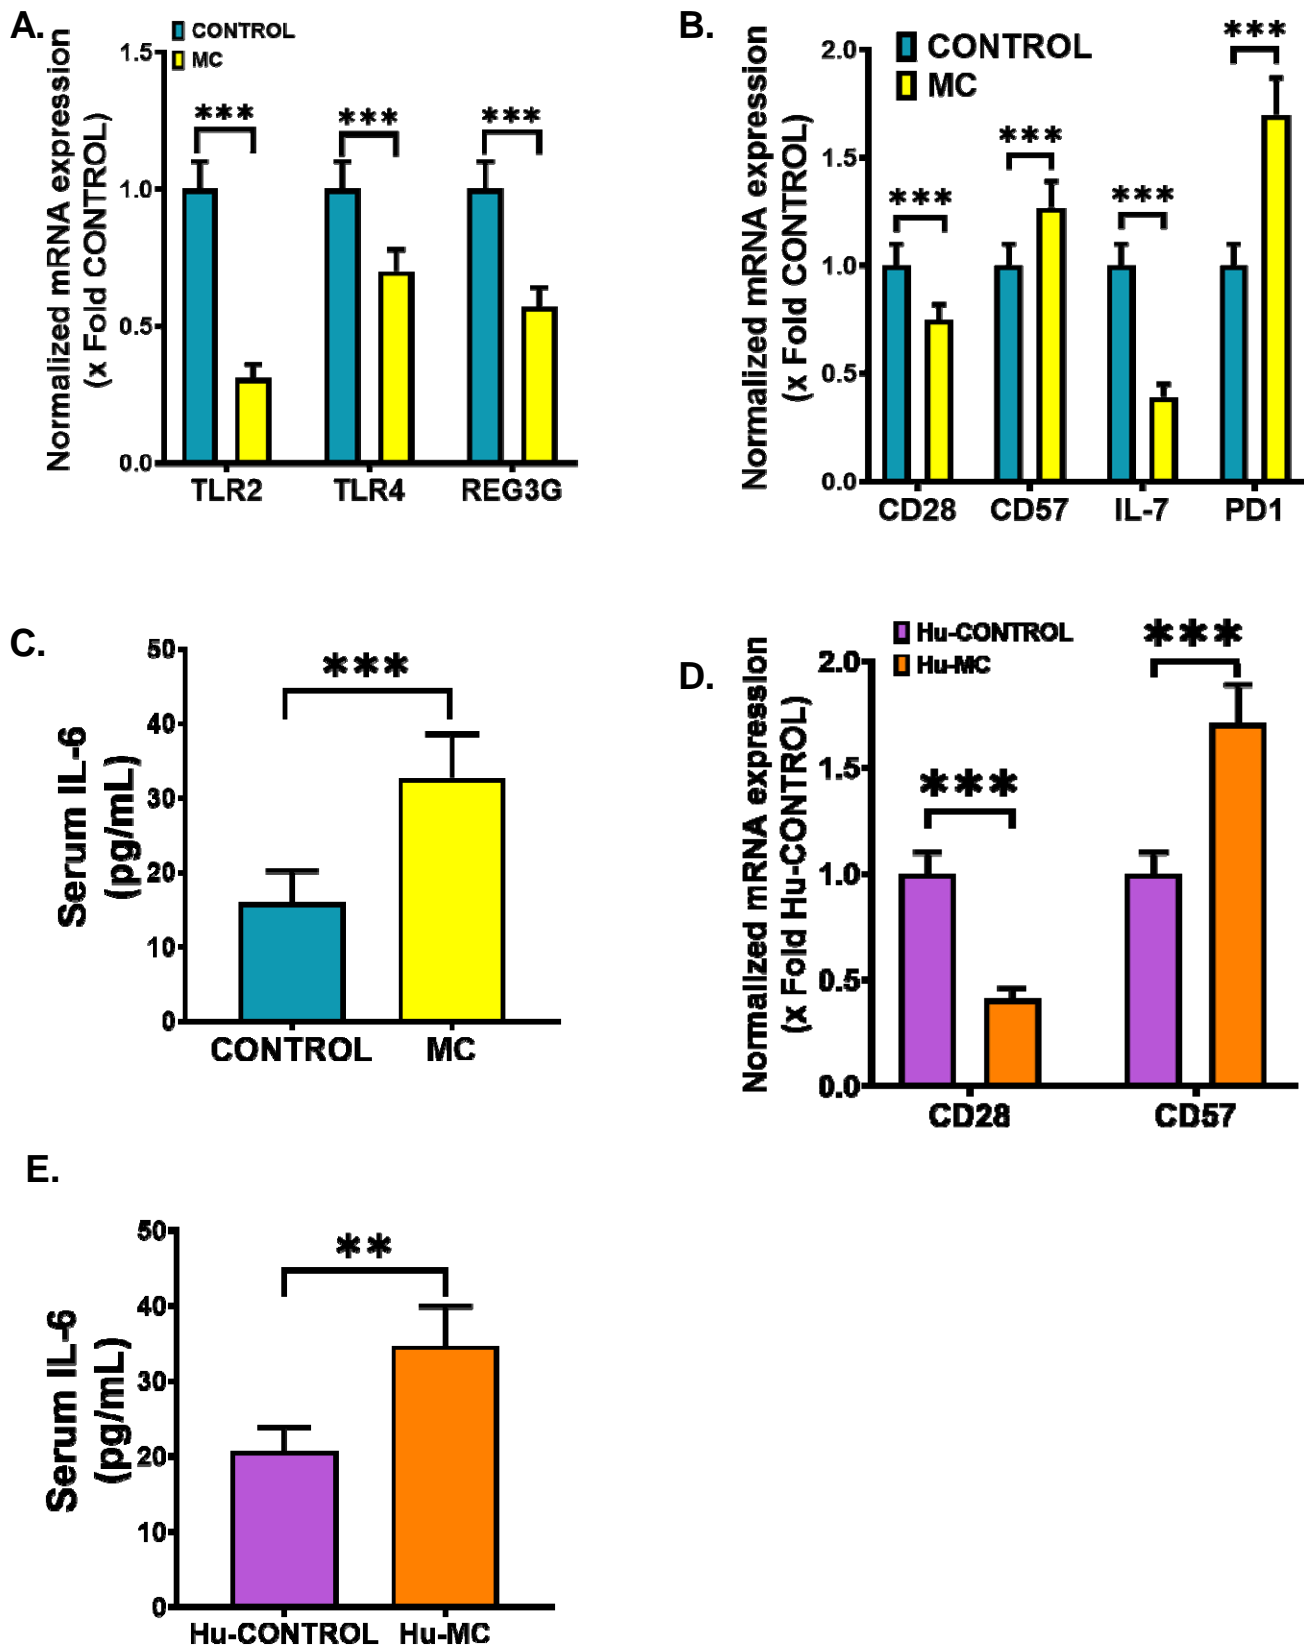 A.
CONTROL
MC
Normalized mRNA expression
(x Fold CONTROL)
1.5
1.0
0.5
0.0
***
***
***
TLR2
TLR4
REG3G
B.
CONTROL
MC
Normalized mRNA expression
(x Fold CONTROL)
2.0
1.5
1.0
0.5
0.0
***
***
***
***
CD28
CD57
IL-7
PD1
C.
Serum IL-6
(pg/mL)
50
40
30
20
10
0
***
CONTROL
MC
D.
Hu-CONTROL
Hu-MC
Normalized mRNA expression
(x Fold Hu-CONTROL)
2.0
1.5
1.0
0.5
0.0
***
***
CD28
CD57
E.
Serum IL-6
(pg/mL)
50
40
30
20
10
0
**
Hu-CONTROL
Hu-MC